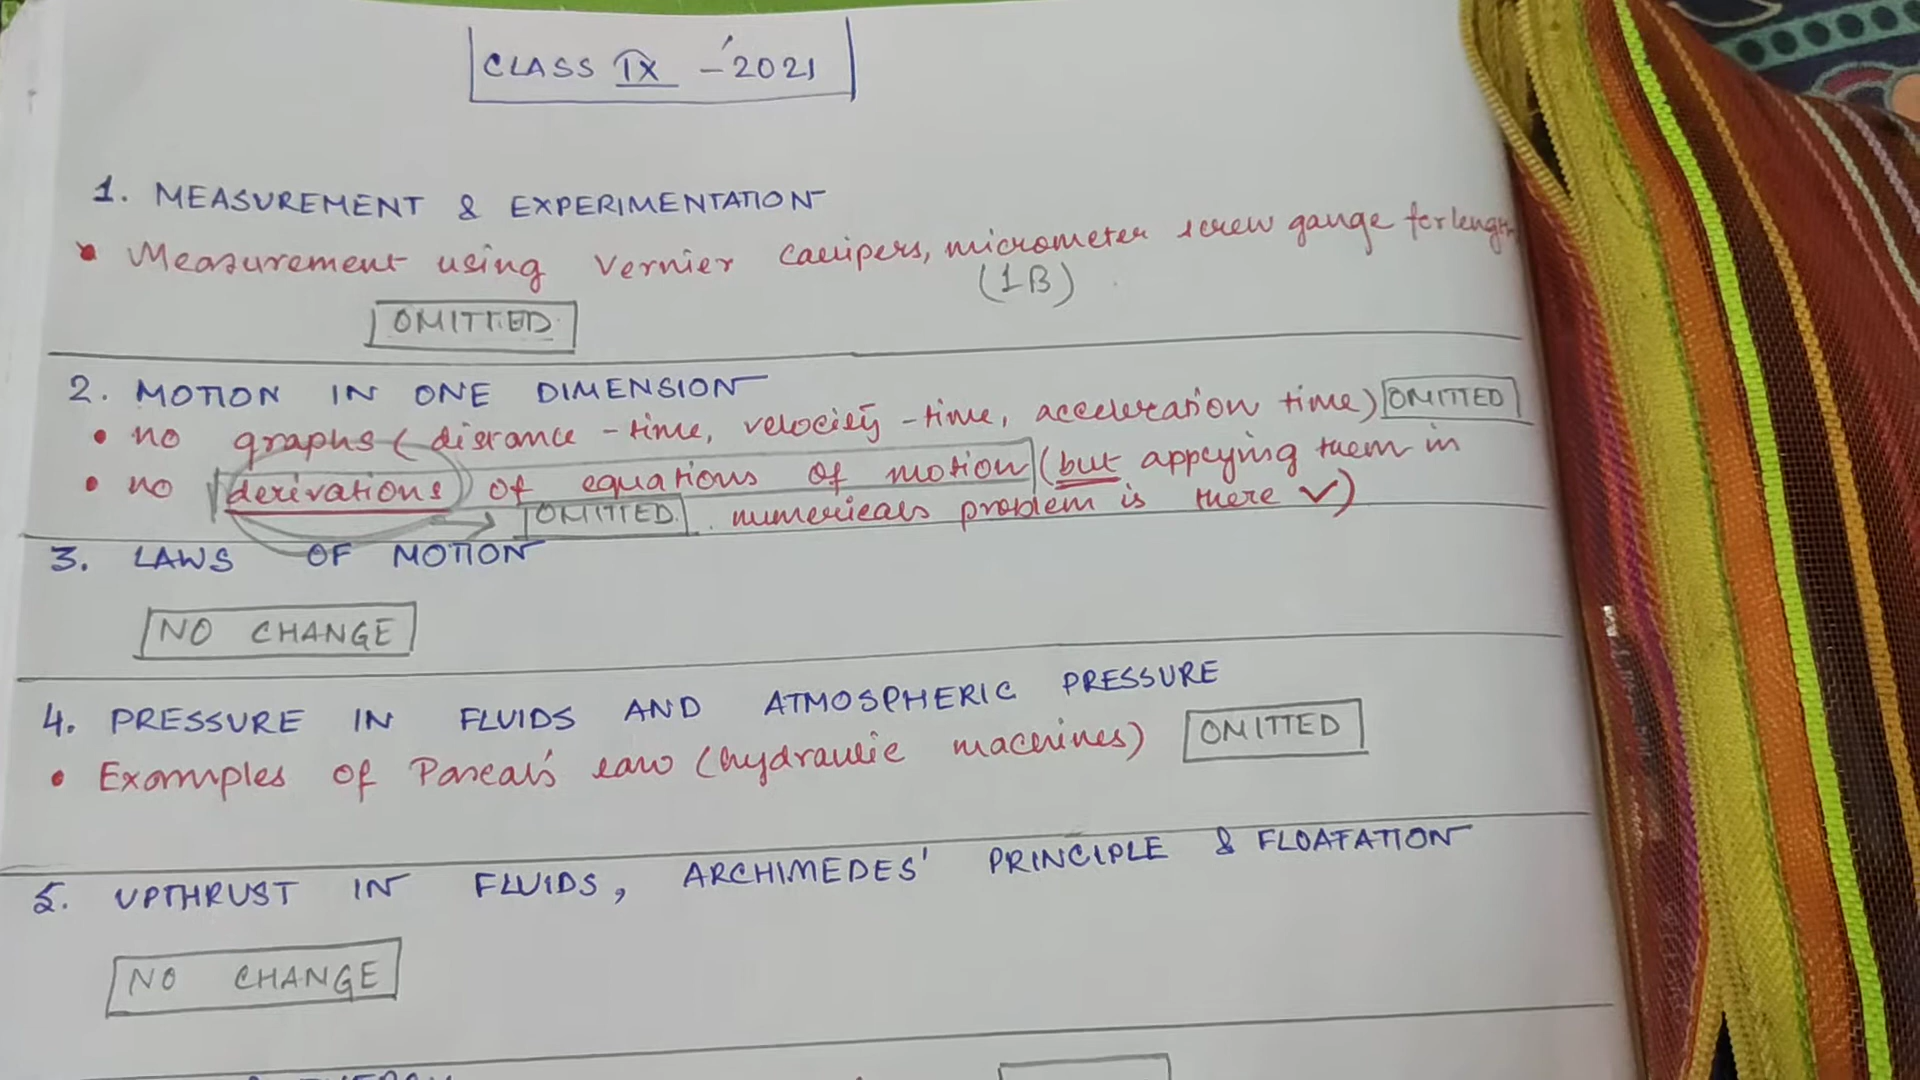 CLASS IX - '2021
1. MEASUREMENT & EXPERIMENTATION
• Measurement using Vernier Callipers, micrometer screw gauge for length
(1B)
OMITTED
2. MOTION IN ONE DIMENSION
• no graphs (distance - time, velocity - time, acceleration time) OMITTED
• no derivations of equations of motion (but applying them in
OMITTED. numericals problem is there ✓)
3. LAWS OF MOTION
NO CHANGE
4. PRESSURE IN FLUIDS AND ATMOSPHERIC PRESSURE
• Examples of Pascal's law (hydraulic machines) OMITTED
5. UPTHRUST IN FLUIDS, ARCHIMEDES' PRINCIPLE & FLOATATION
NO CHANGE